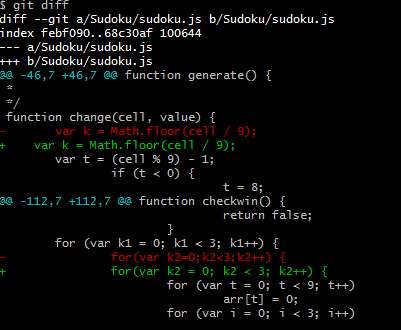 $ git diff
diff --git a/Sudoku/sudoku.js b/Sudoku/sudoku.js
index febf090..68c30af 100644
--- a/Sudoku/sudoku.js
+++ b/Sudoku/sudoku.js
@@ -46,7 +46,7 @@ function generate() {
  *
  */
 function change(cell, value) {
-       var k = Math.floor(cell / 9);
+    var k = Math.floor(cell / 9);
        var t = (cell % 9) - 1;
                if (t < 0) {
                                t = 8;
@@ -112,7 +112,7 @@ function checkwin() {
                                return false;
                        }
        for (var k1 = 0; k1 < 3; k1++) {
-               for(var k2=0;k2<3;k2++) {
+               for(var k2 = 0; k2 < 3; k2++) {
                        for (var t = 0; t < 9; t++)
                                arr[t] = 0;
                        for (var i = 0; i < 3; i++)